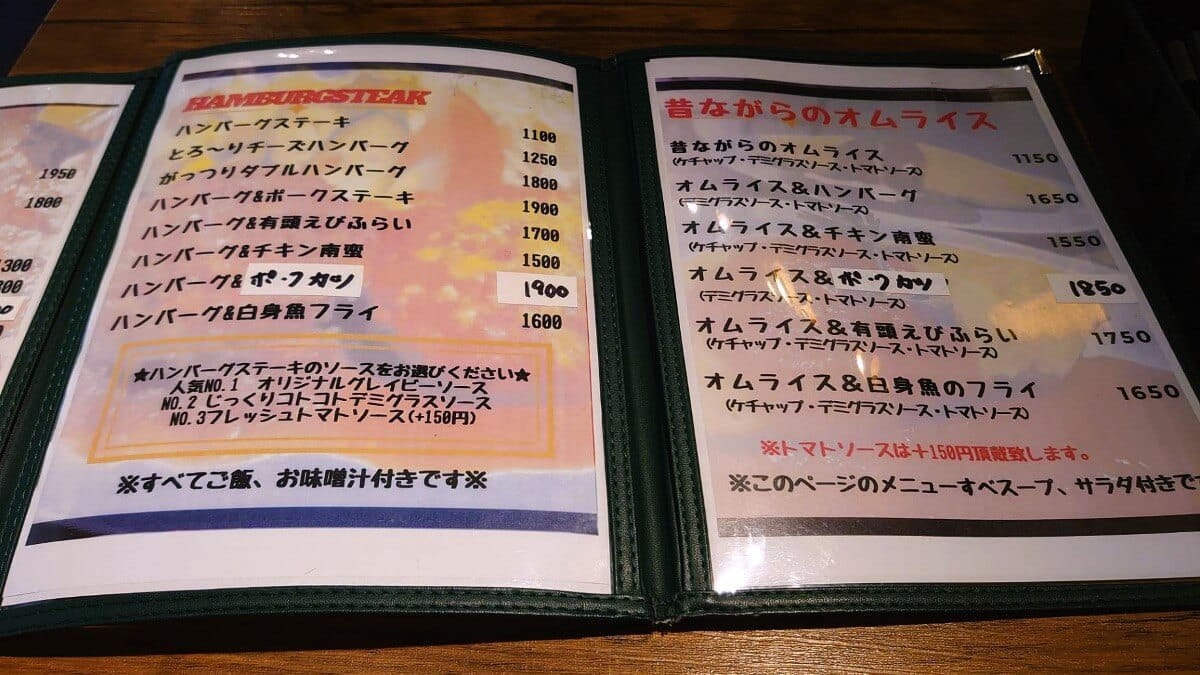 1950
1800
HAMBURGSTEAK
ハンバーグステーキ 1100
とろ～りチーズハンバーグ 1250
がっつりダブルハンバーグ 1800
ハンバーグ&ポークステーキ 1900
ハンバーグ&有頭えびふらい 1700
ハンバーグ&チキン南蛮 1500
ハンバーグ&ポークカツ 1900
ハンバーグ&白身魚フライ 1600
★ハンバーグステーキのソースをお選びください★
人気NO.1 オリジナルグレイビーソース
NO.2 じっくりコトコトデミグラスソース
NO.3フレッシュトマトソース(+150円)
※すべてご飯、お味噌汁付きです※
昔ながらのオムライス
昔ながらのオムライス 1150
(ケチャップ・デミグラスソース・トマトソース)
オムライス&ハンバーグ 1650
(デミグラスソース・トマトソース)
オムライス&チキン南蛮 1550
(ケチャップ・デミグラスソース・トマトソース)
オムライス&ポークカツ 1850
(デミグラスソース・トマトソース)
オムライス&有頭えびふらい 1750
(ケチャップ・デミグラスソース・トマトソース)
オムライス&白身魚のフライ 1650
(ケチャップ・デミグラスソース・トマトソース)
※トマトソースは+150円頂戴致します。
※このページのメニューすべスープ、サラダ付きで